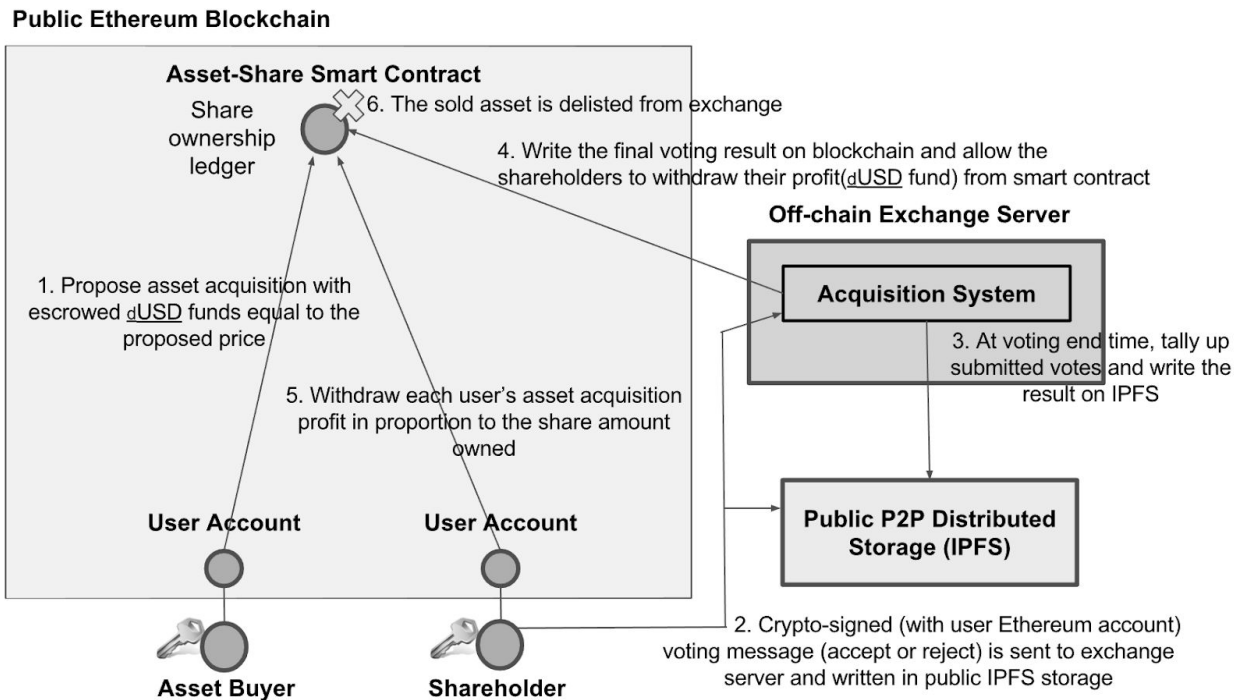 Public Ethereum Blockchain
Asset-Share Smart Contract
Share
ownership
ledger
6. The sold asset is delisted from exchange
4. Write the final voting result on blockchain and allow the
shareholders to withdraw their profit(dUSD fund) from smart contract
Off-chain Exchange Server
Acquisition System
1. Propose asset acquisition with
escrowed dUSD funds equal to the
proposed price
3. At voting end time, tally up
submitted votes and write the
result on IPFS
5. Withdraw each user's asset acquisition
profit in proportion to the share amount
owned
User Account
User Account
Public P2P Distributed
Storage (IPFS)
2. Crypto-signed (with user Ethereum account)
voting message (accept or reject) is sent to exchange
server and written in public IPFS storage
Asset Buyer
Shareholder